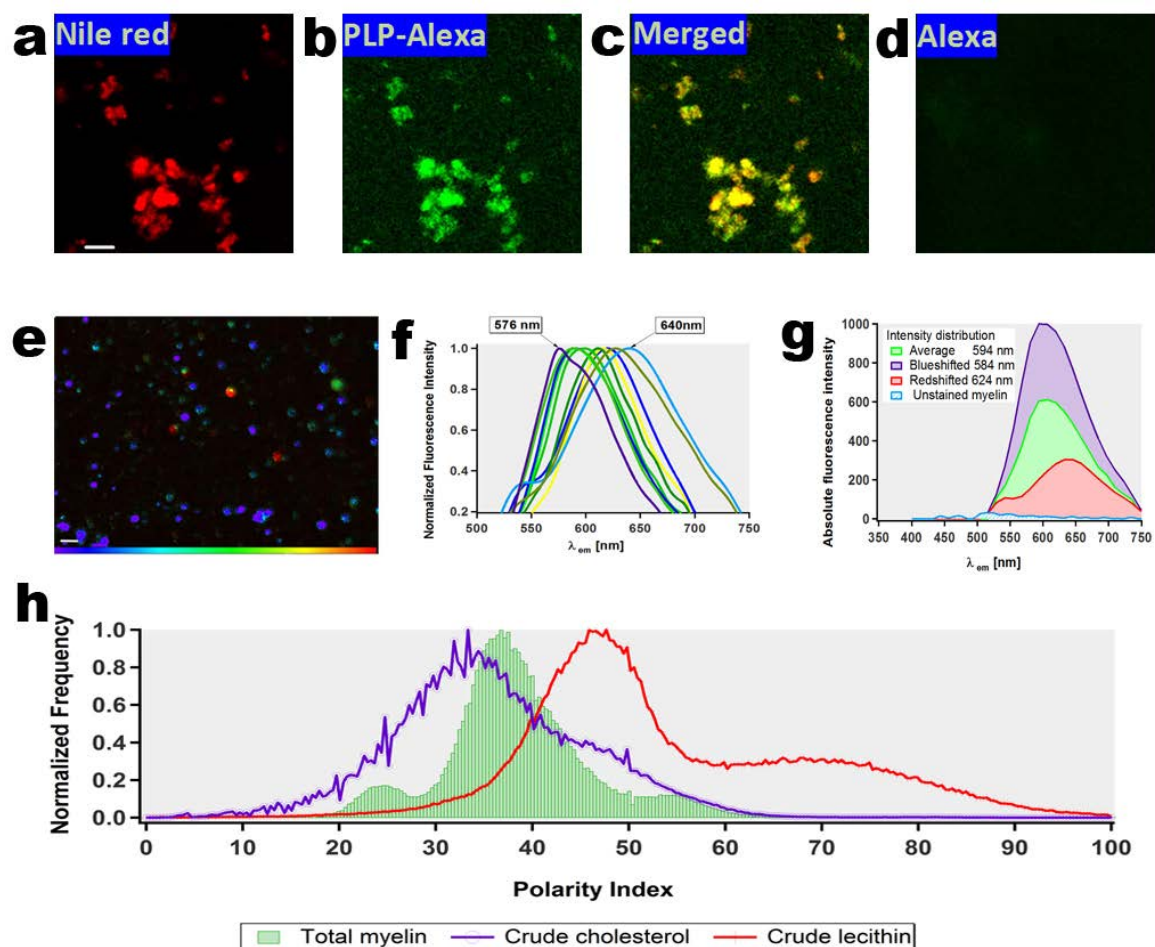 a Nile red
b PLP-Alexa
c Merged
d Alexa
e
f
576 nm
640nm
Normalized Fluorescence Intensity
1.0
0.8
0.6
0.4
0.2
500 550 600 650 700 750
λ em [nm]
g
Absolute fluorescence intensity
1000
800
600
400
200
0
Intensity distribution
Average 594 nm
Blueshifted 584 nm
Redshifted 624 nm
Unstained myelin
350 400 450 500 550 600 650 700 750
λ em [nm]
h
Normalized Frequency
1.0
0.8
0.6
0.4
0.2
0.0
0 10 20 30 40 50 60 70 80 90 100
Polarity Index
Total myelin Crude cholesterol Crude lecithin